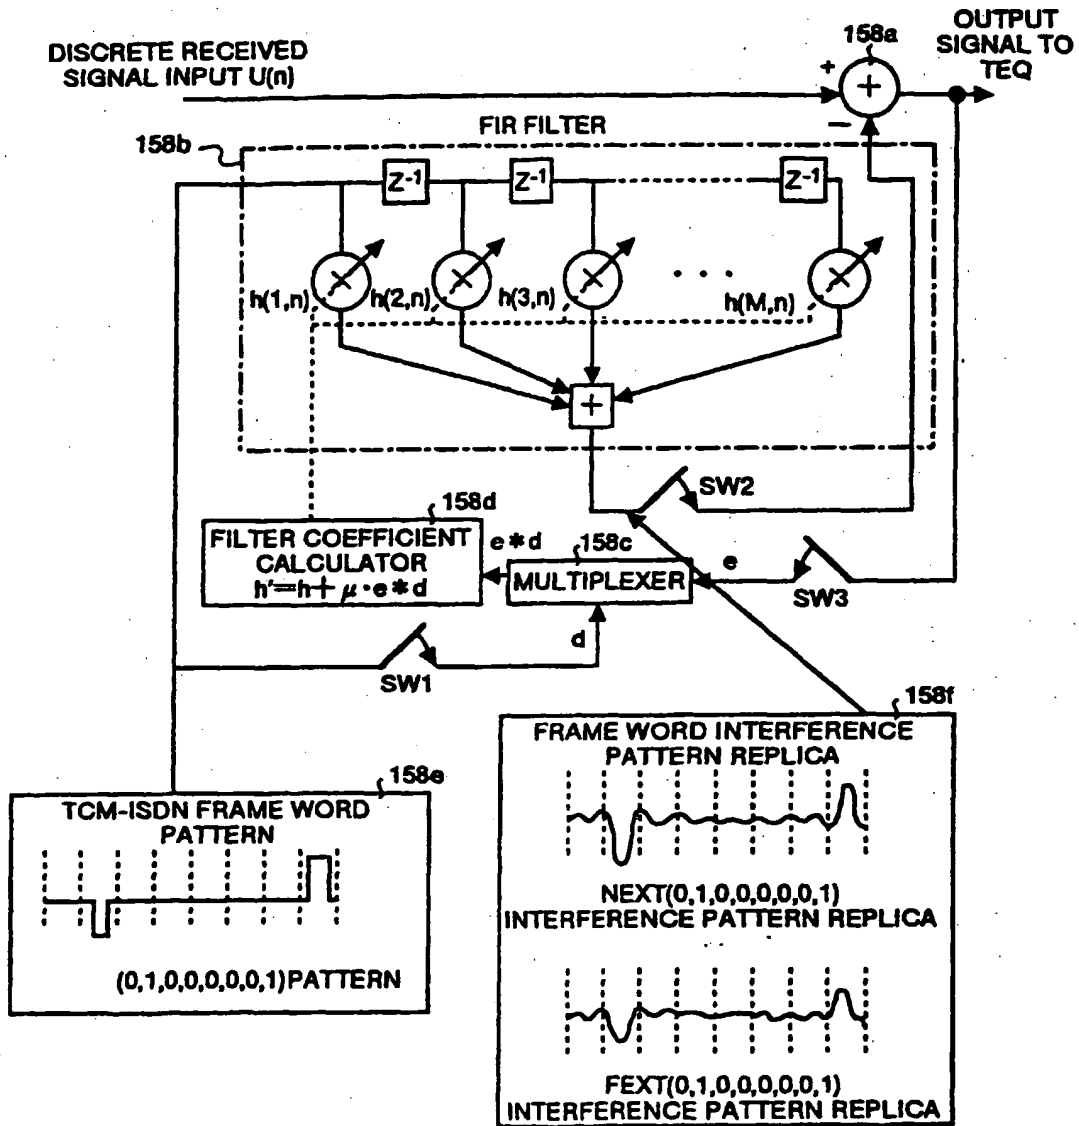 DISCRETE RECEIVED
SIGNAL INPUT U(n)
158a
OUTPUT
SIGNAL TO
TEQ
+
+
−
FIR FILTER
158b
Z⁻¹
Z⁻¹
Z⁻¹
× × × · · · ×
h(1,n)
h(2,n)
h(3,n)
h(M,n)
+
SW2
158d
FILTER COEFFICIENT
CALCULATOR
h'=h+ μ·e*d
e*d
158c
MULTIPLEXER
e
SW3
d
SW1
158f
FRAME WORD INTERFERENCE
PATTERN REPLICA
NEXT(0,1,0,0,0,0,0,1)
INTERFERENCE PATTERN REPLICA
FEXT(0,1,0,0,0,0,0,1)
INTERFERENCE PATTERN REPLICA
158e
TCM-ISDN FRAME WORD
PATTERN
(0,1,0,0,0,0,0,1)PATTERN